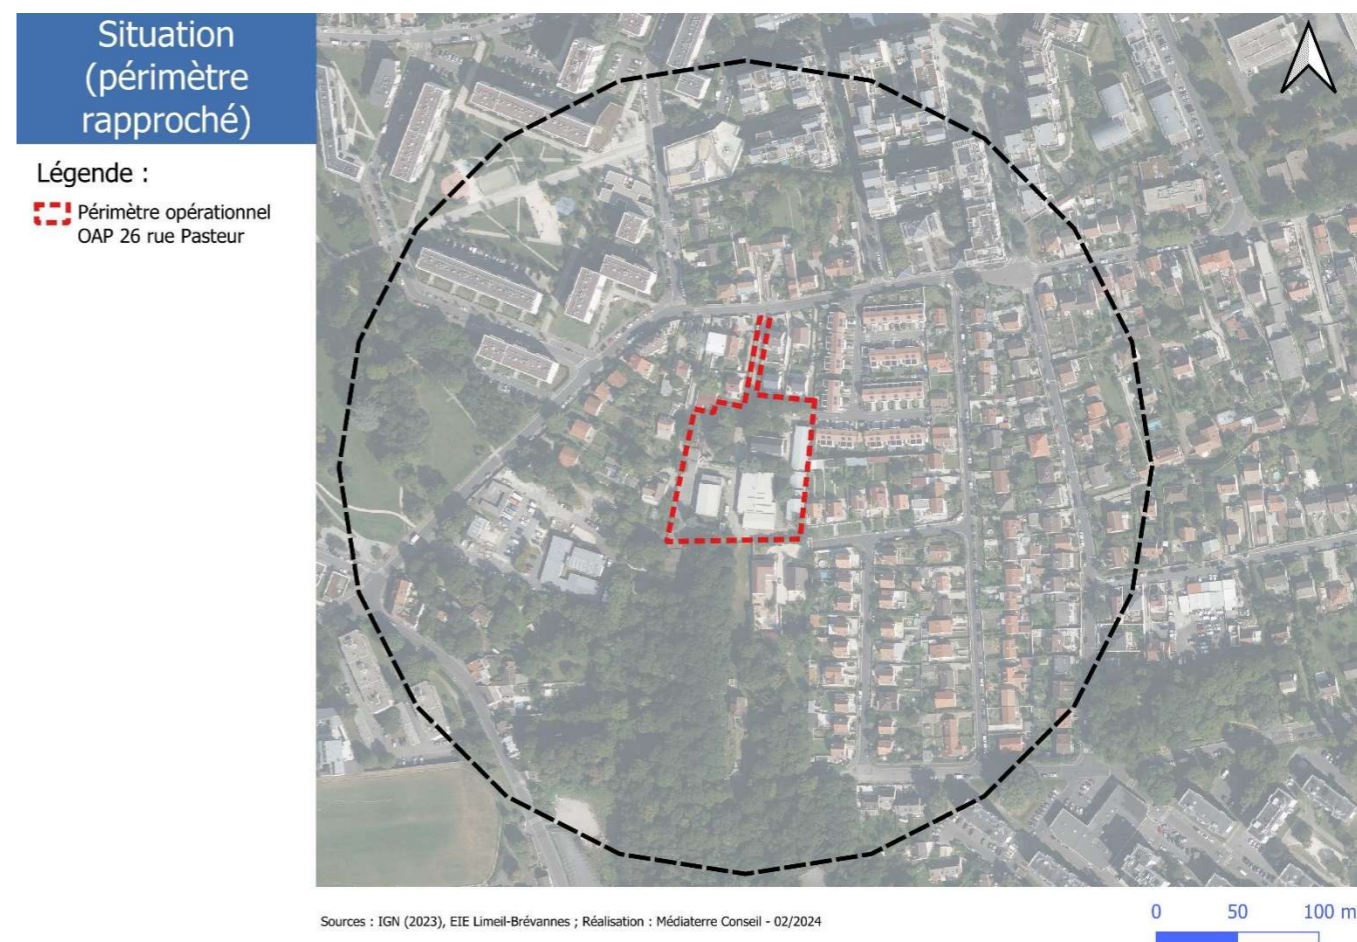 Situation
(périmètre
rapproché)
Légende :
Périmètre opérationnel
OAP 26 rue Pasteur
Sources : IGN (2023), EIE Limeil-Brévannes ; Réalisation : Médiaterre Conseil - 02/2024
0 50 100 m